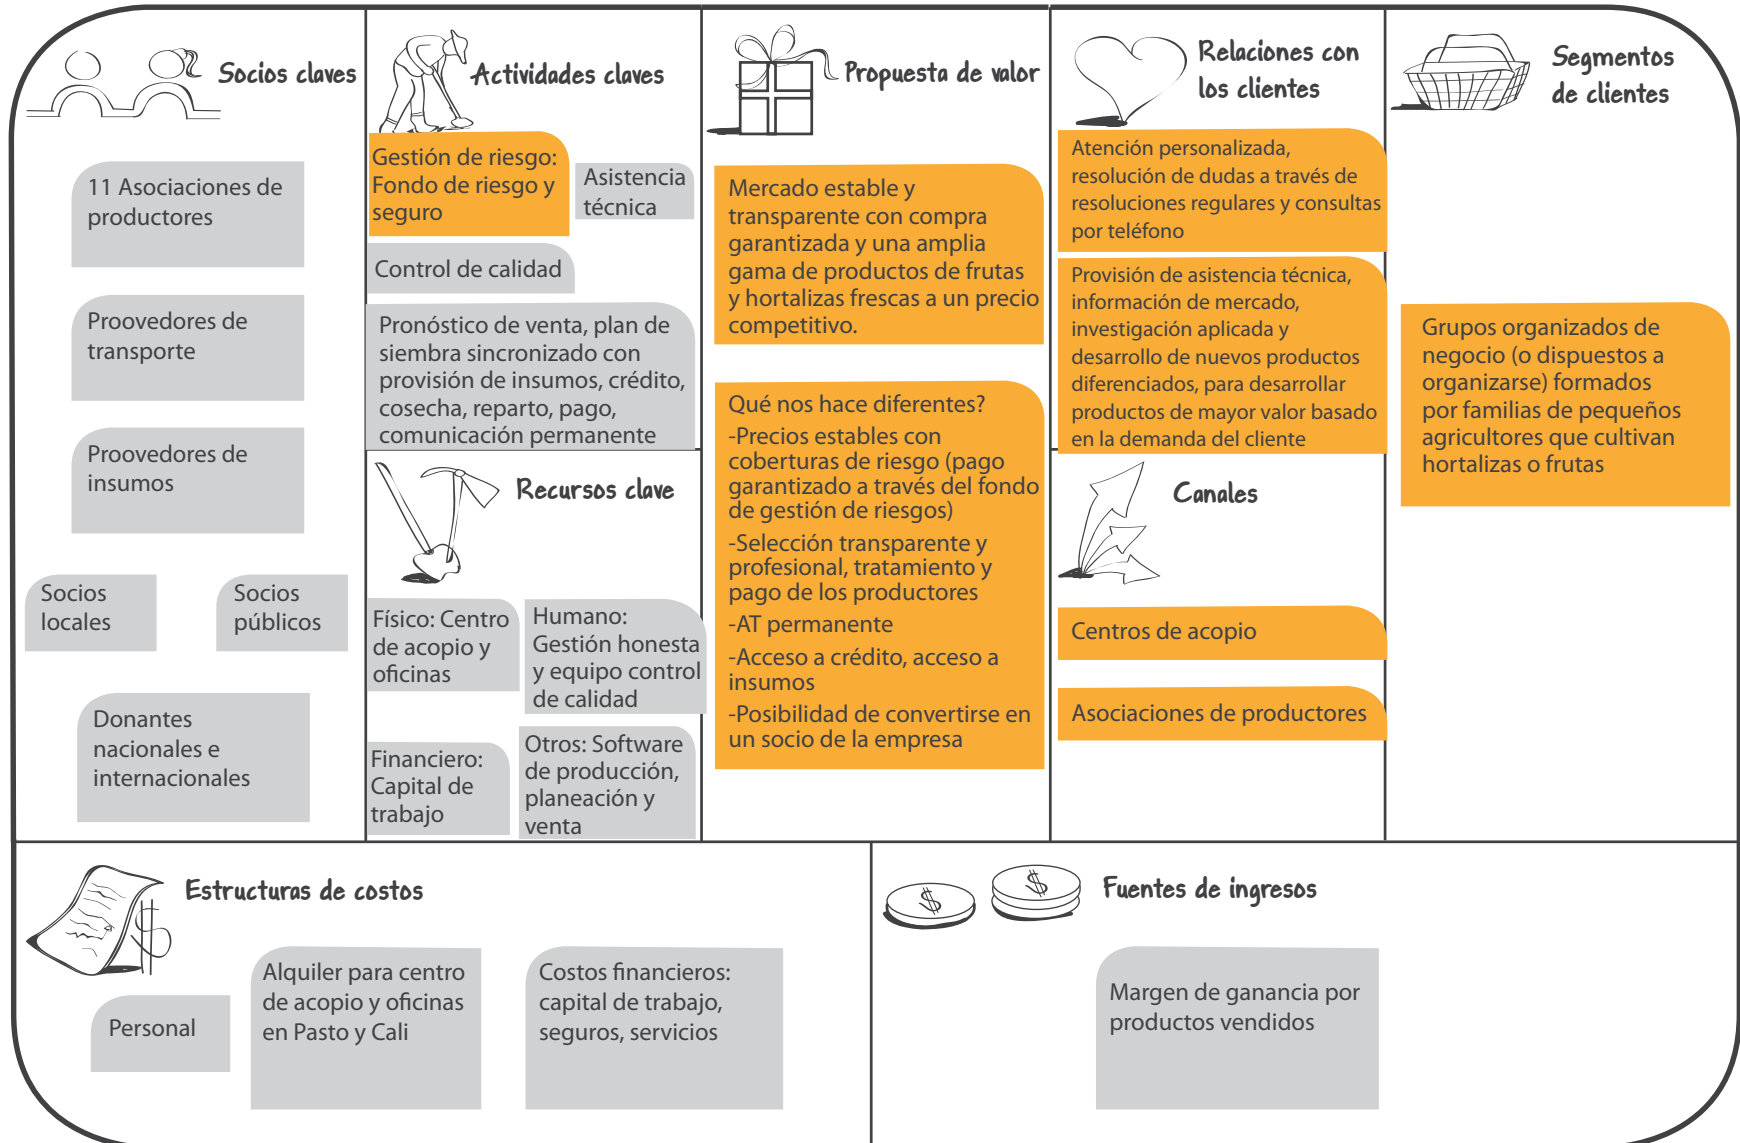 Socios claves
11 Asociaciones de
productores
Proovedores de
transporte
Proovedores de
insumos
Socios
locales
Socios
públicos
Donantes
nacionales e
internacionales
Actividades claves
Gestión de riesgo:
Fondo de riesgo y
seguro
Asistencia
técnica
Control de calidad
Pronóstico de venta, plan de
siembra sincronizado con
provisión de insumos, crédito,
cosecha, reparto, pago,
comunicación permanente
Recursos clave
Físico: Centro
de acopio y
oficinas
Humano:
Gestión honesta
y equipo control
de calidad
Financiero:
Capital de
trabajo
Otros: Software
de producción,
planeación y
venta
Propuesta de valor
Mercado estable y
transparente con compra
garantizada y una amplia
gama de productos de frutas
y hortalizas frescas a un precio
competitivo.
Qué nos hace diferentes?
-Precios estables con
coberturas de riesgo (pago
garantizado a través del fondo
de gestión de riesgos)
-Selección transparente y
profesional, tratamiento y
pago de los productores
-AT permanente
-Acceso a crédito, acceso a
insumos
-Posibilidad de convertirse en
un socio de la empresa
Relaciones con
los clientes
Atención personalizada,
resolución de dudas a través de
resoluciones regulares y consultas
por teléfono
Provisión de asistencia técnica,
información de mercado,
investigación aplicada y
desarrollo de nuevos productos
diferenciados, para desarrollar
productos de mayor valor basado
en la demanda del cliente
Canales
Centros de acopio
Asociaciones de productores
Segmentos
de clientes
Grupos organizados de
negocio (o dispuestos a
organizarse) formados
por familias de pequeños
agricultores que cultivan
hortalizas o frutas
Estructuras de costos
$
Personal
Alquiler para centro
de acopio y oficinas
en Pasto y Cali
Costos financieros:
capital de trabajo,
seguros, servicios
$
$
Fuentes de ingresos
Margen de ganancia por
productos vendidos